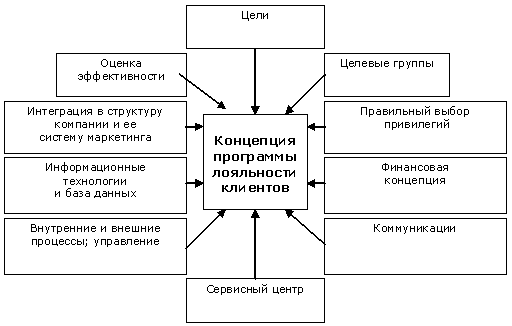 Цели
Оценка
эффективности
Целевые группы
Интеграция в структуру
компании и ее
систему маркетинга
Концепция
программы
лояльности
клиентов
Правильный выбор
привилегий
Информационные
технологии
и база данных
Финансовая
концепция
Внутренние и внешние
процессы; управление
Коммуникации
Сервисный центр